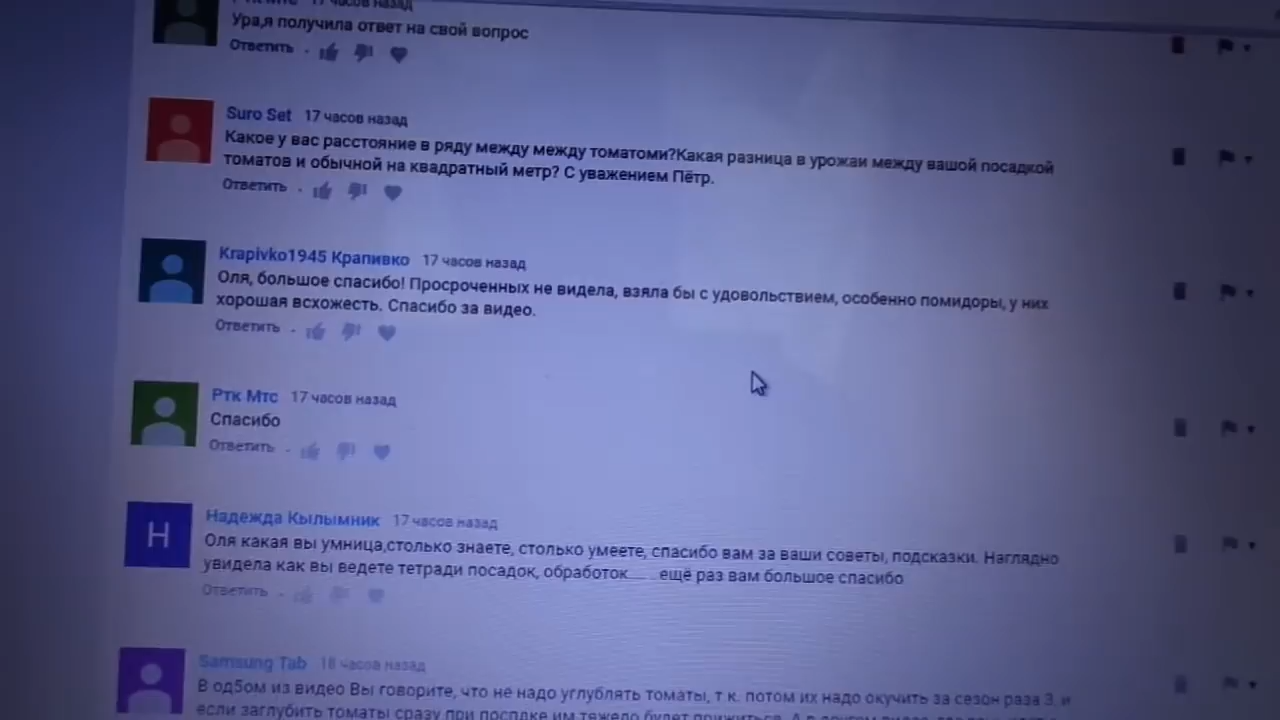 17 часов назад
Ура,я получила ответ на свой вопрос
Ответить
Suro Set 17 часов назад
Какое у вас расстояние в ряду между между томатоми?Какая разница в урожаи между вашой посадкой
томатов и обычной на квадратный метр? С уважением Пётр.
Ответить
Krapivko1945 Крапивко 17 часов назад
Оля, большое спасибо! Просроченных не видела, взяла бы с удовольствием, особенно помидоры, у них
хорошая всхожесть. Спасибо за видео.
Ответить
Ртк Мтс 17 часов назад
Спасибо
Ответить
Н
Надежда Кылымник 17 часов назад
Оля какая вы умница,столько знаете, столько умеете, спасибо вам за ваши советы, подсказки. Наглядно
увидела как вы ведете тетради посадок, обработок..... ещё раз вам большое спасибо
Ответить
Samsung Tab 18 часов назад
В од5ом из видео Вы говорите, что не надо углублять томаты, т к. потом их надо окучить за сезон раза 3. и
если заглубить томаты сразу при